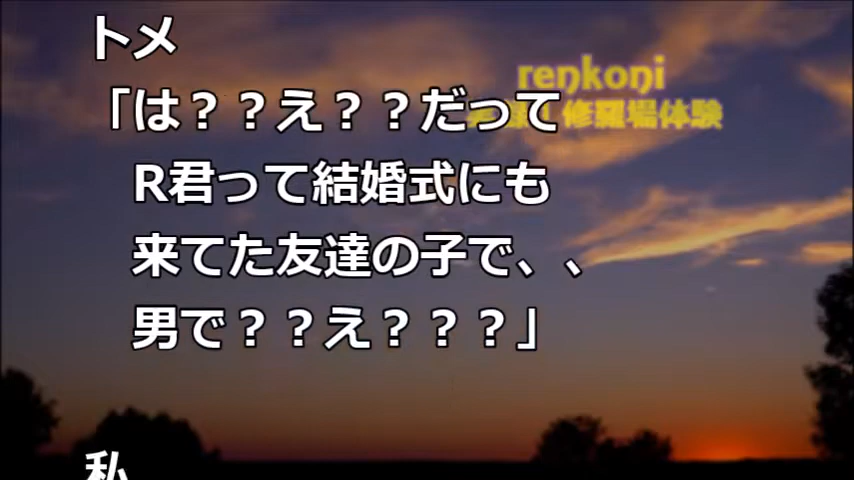 トメ
renkoni
「は？？え？？だって
修羅場体験
R君って結婚式にも
来てた友達の子で、、
男で？？え？？？」
私